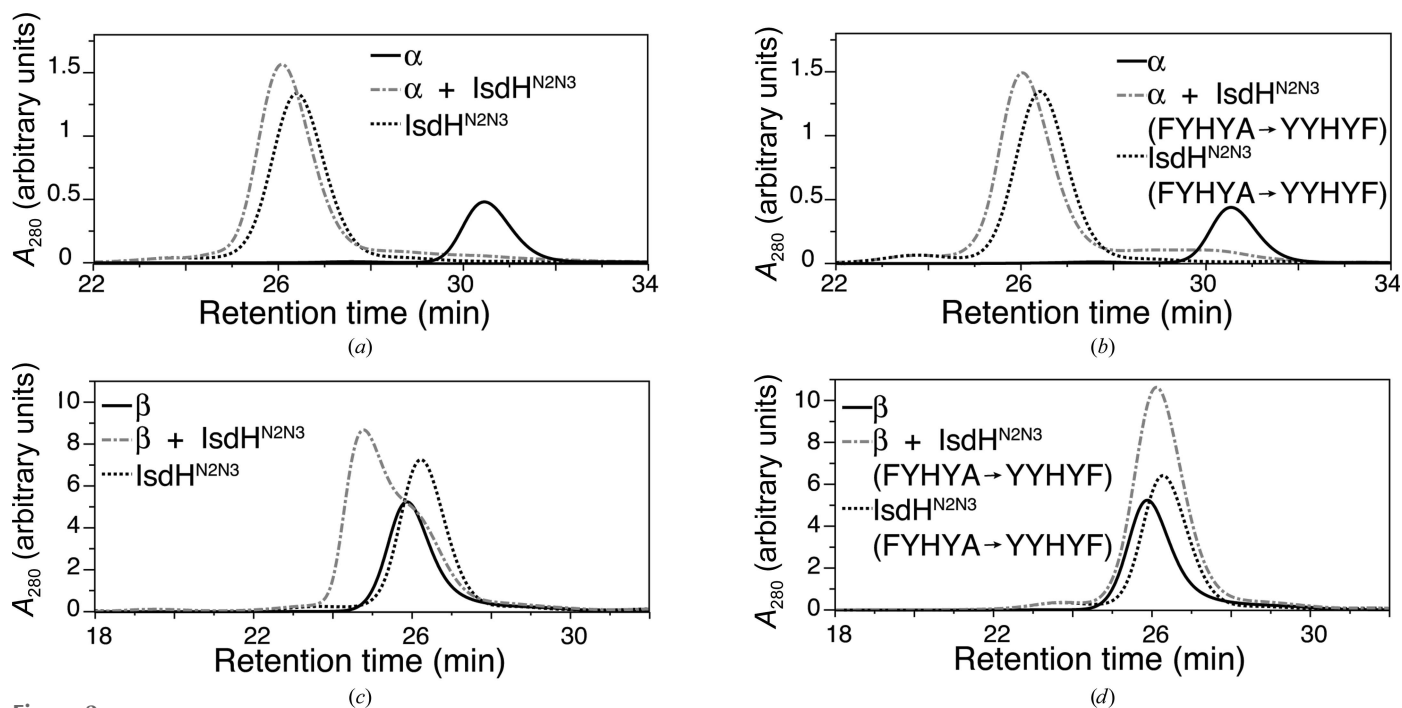 A280 (arbitrary units)
1.5
1
0.5
0
α
α + IsdHN2N3
IsdHN2N3
22 26 30 34
Retention time (min)
(a)
A280 (arbitrary units)
1.5
1
0.5
0
α
α + IsdHN2N3
(FYHYA→YYHYF)
IsdHN2N3
(FYHYA→YYHYF)
22 26 30 34
Retention time (min)
(b)
A280 (arbitrary units)
10
8
6
4
2
0
β
β + IsdHN2N3
IsdHN2N3
18 22 26 30
Retention time (min)
(c)
A280 (arbitrary units)
10
8
6
4
2
0
β
β + IsdHN2N3
(FYHYA→YYHYF)
IsdHN2N3
(FYHYA→YYHYF)
18 22 26 30
Retention time (min)
(d)